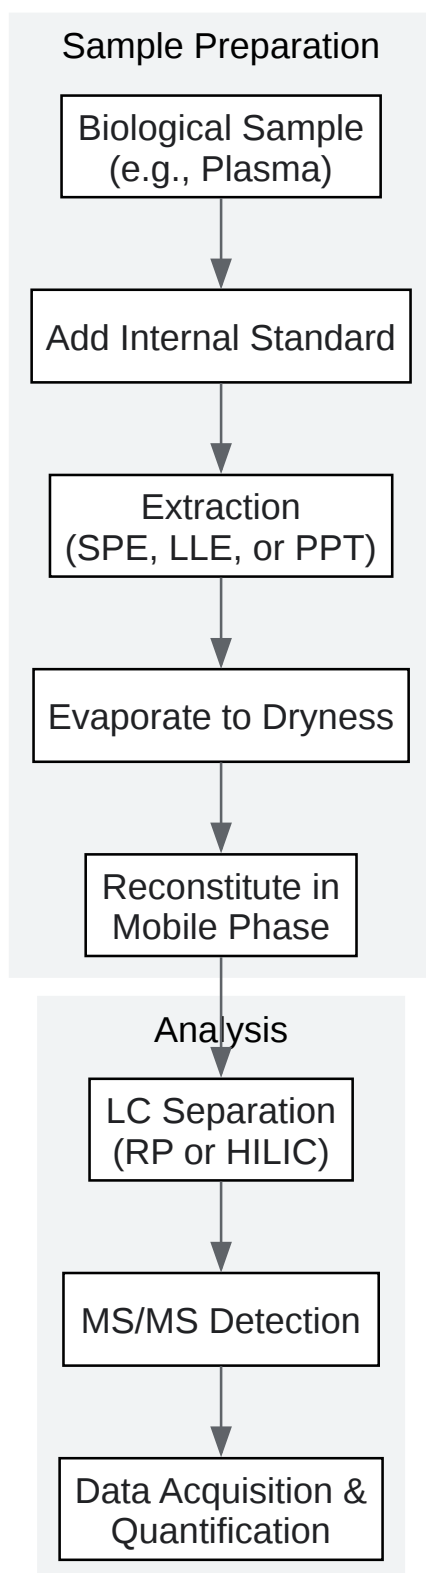 Sample Preparation
Biological Sample
(e.g., Plasma)
Add Internal Standard
Extraction
(SPE, LLE, or PPT)
Evaporate to Dryness
Reconstitute in
Mobile Phase
Analysis
LC Separation
(RP or HILIC)
MS/MS Detection
Data Acquisition &
Quantification